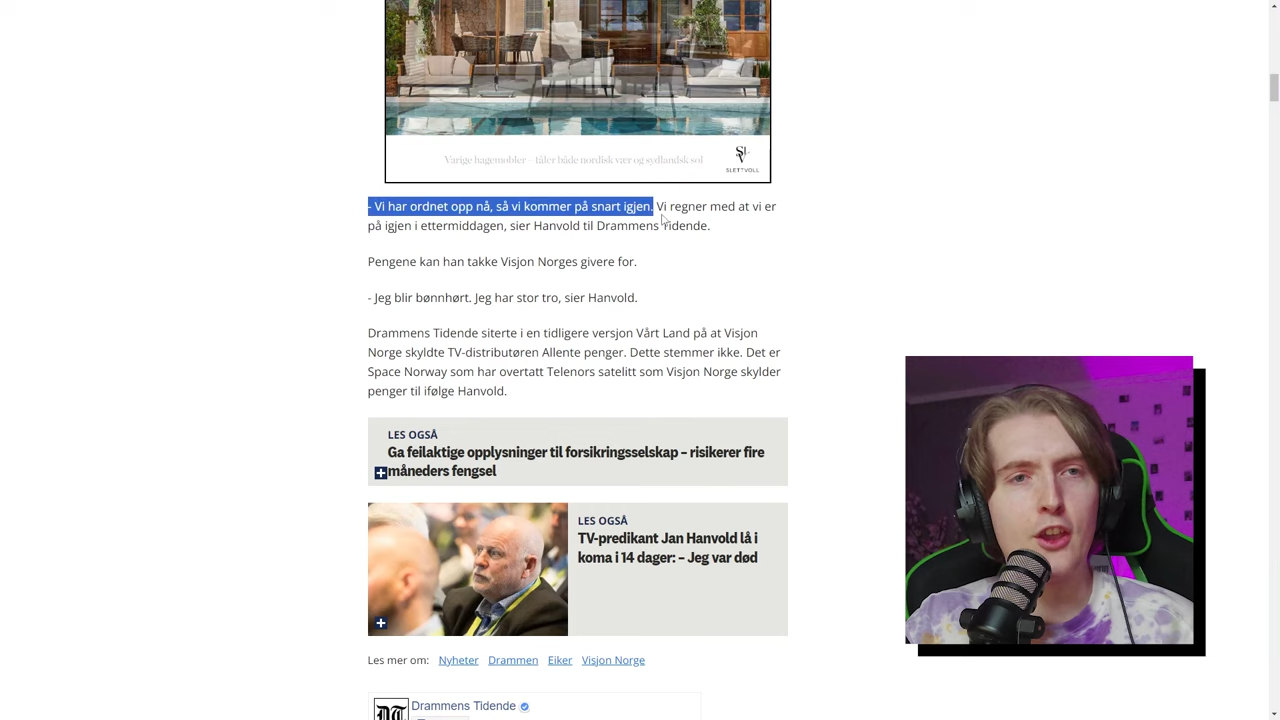 Varige hagemøbler – tåler både nordisk vær og sydlandsk sol
SLETTVOLL
- Vi har ordnet opp nå, så vi kommer på snart igjen. Vi regner med at vi er
på igjen i ettermiddagen, sier Hanvold til Drammens Tidende.
Pengene kan han takke Visjon Norges givere for.
- Jeg blir bønnhørt. Jeg har stor tro, sier Hanvold.
Drammens Tidende siterte i en tidligere versjon Vårt Land på at Visjon
Norge skyldte TV-distributøren Allente penger. Dette stemmer ikke. Det er
Space Norway som har overtatt Telenors satelitt som Visjon Norge skylder
penger til ifølge Hanvold.
LES OGSÅ
Ga feilaktige opplysninger til forsikringsselskap – risikerer fire
måneders fengsel
LES OGSÅ
TV-predikant Jan Hanvold lå i
koma i 14 dager: – Jeg var død
Les mer om: Nyheter Drammen Eiker Visjon Norge
Drammens Tidende